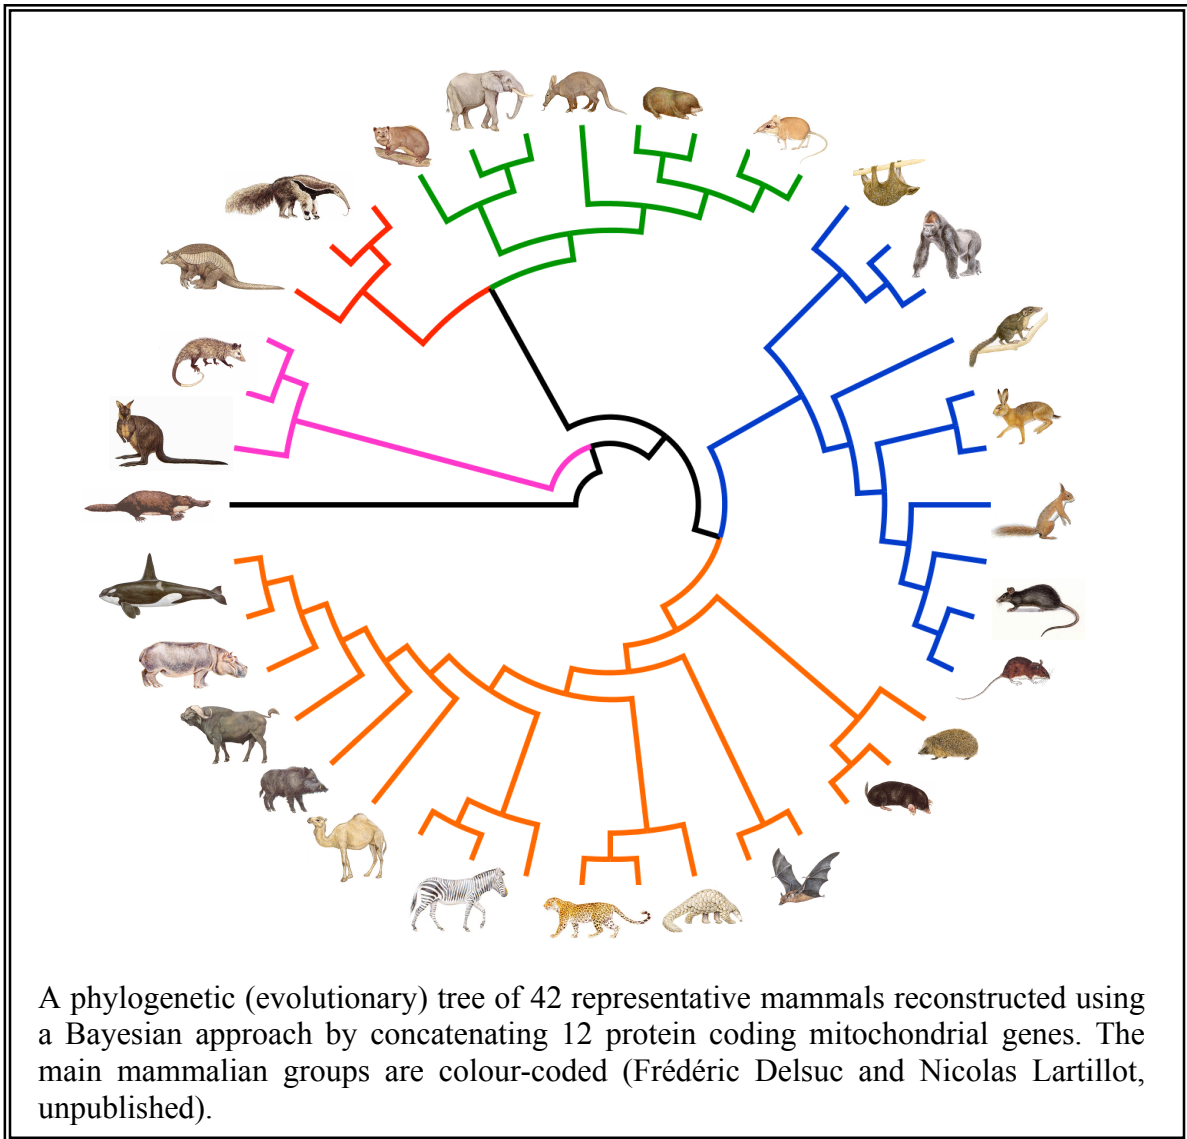 A phylogenetic (evolutionary) tree of 42 representative mammals reconstructed using
a Bayesian approach by concatenating 12 protein coding mitochondrial genes. The
main mammalian groups are colour-coded (Frédéric Delsuc and Nicolas Lartillot,
unpublished).